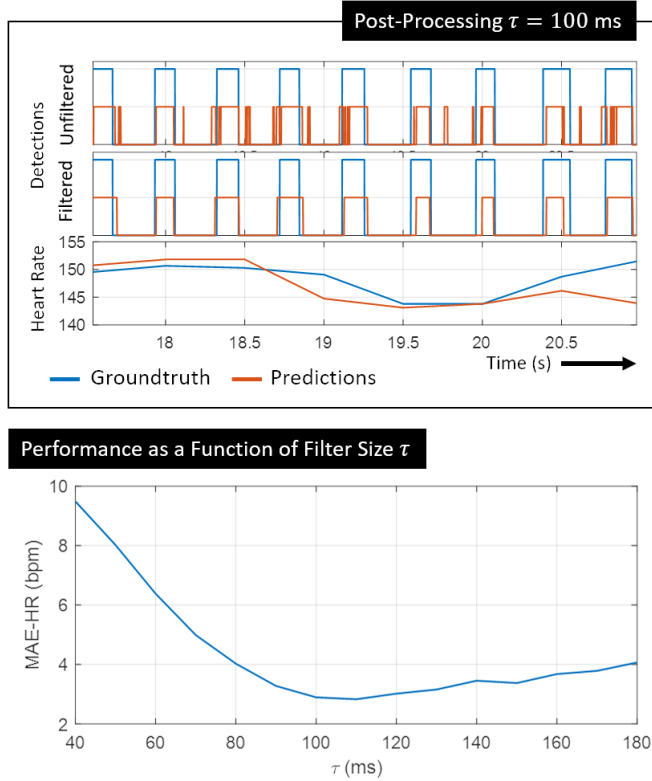 Post-Processing τ = 100 ms
Detections
Unfiltered
Filtered
Heart Rate
155
150
145
140
18
18.5
19
19.5
20
20.5
Time (s)
Groundtruth
Predictions
Performance as a Function of Filter Size τ
MAE-HR (bpm)
10
8
6
4
2
40
60
80
100
120
140
160
180
τ (ms)